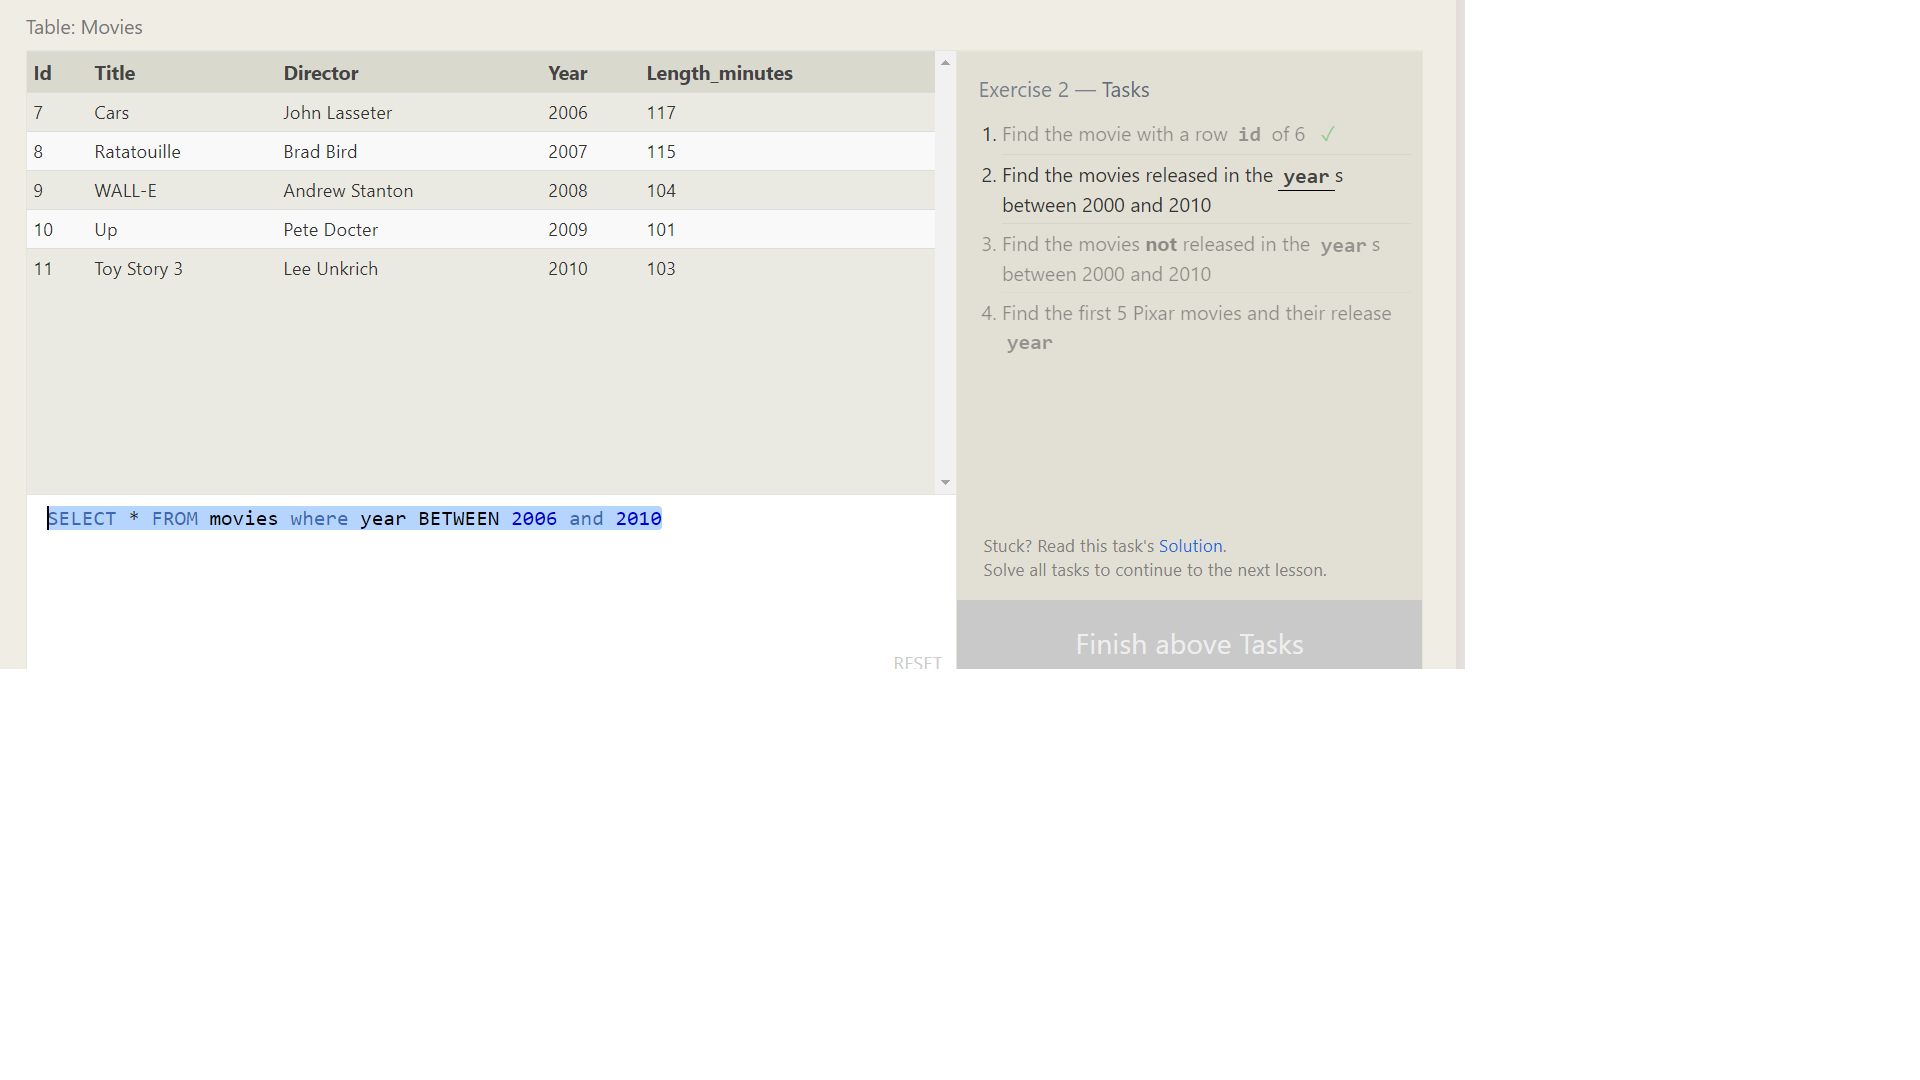 Table: Movies
Id Title Director Year Length_minutes
7 Cars John Lasseter 2006 117
8 Ratatouille Brad Bird 2007 115
9 WALL-E Andrew Stanton 2008 104
10 Up Pete Docter 2009 101
11 Toy Story 3 Lee Unkrich 2010 103
SELECT * FROM movies where year BETWEEN 2006 and 2010
RESET
Exercise 2 — Tasks
1. Find the movie with a row id of 6 ✓
2. Find the movies released in the years
between 2000 and 2010
3. Find the movies not released in the years
between 2000 and 2010
4. Find the first 5 Pixar movies and their release
year
Stuck? Read this task's Solution.
Solve all tasks to continue to the next lesson.
Finish above Tasks